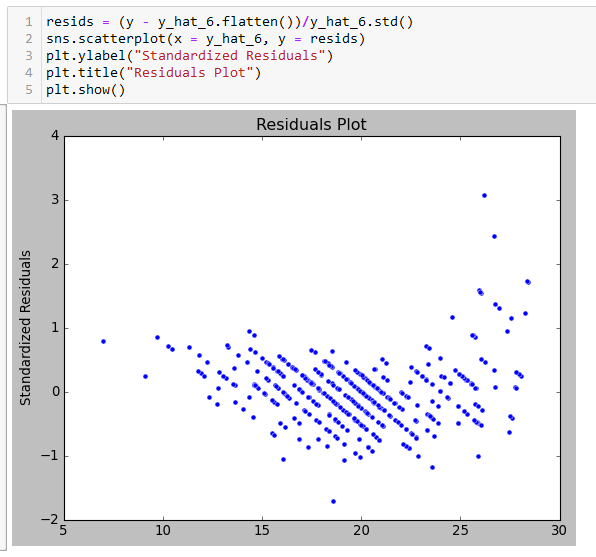 1 resids = (y - y_hat_6.flatten())/y_hat_6.std()
2 sns.scatterplot(x = y_hat_6, y = resids)
3 plt.ylabel("Standardized Residuals")
4 plt.title("Residuals Plot")
5 plt.show()
Residuals Plot
4
3
2
1
0
−1
−2
Standardized Residuals
5 10 15 20 25 30